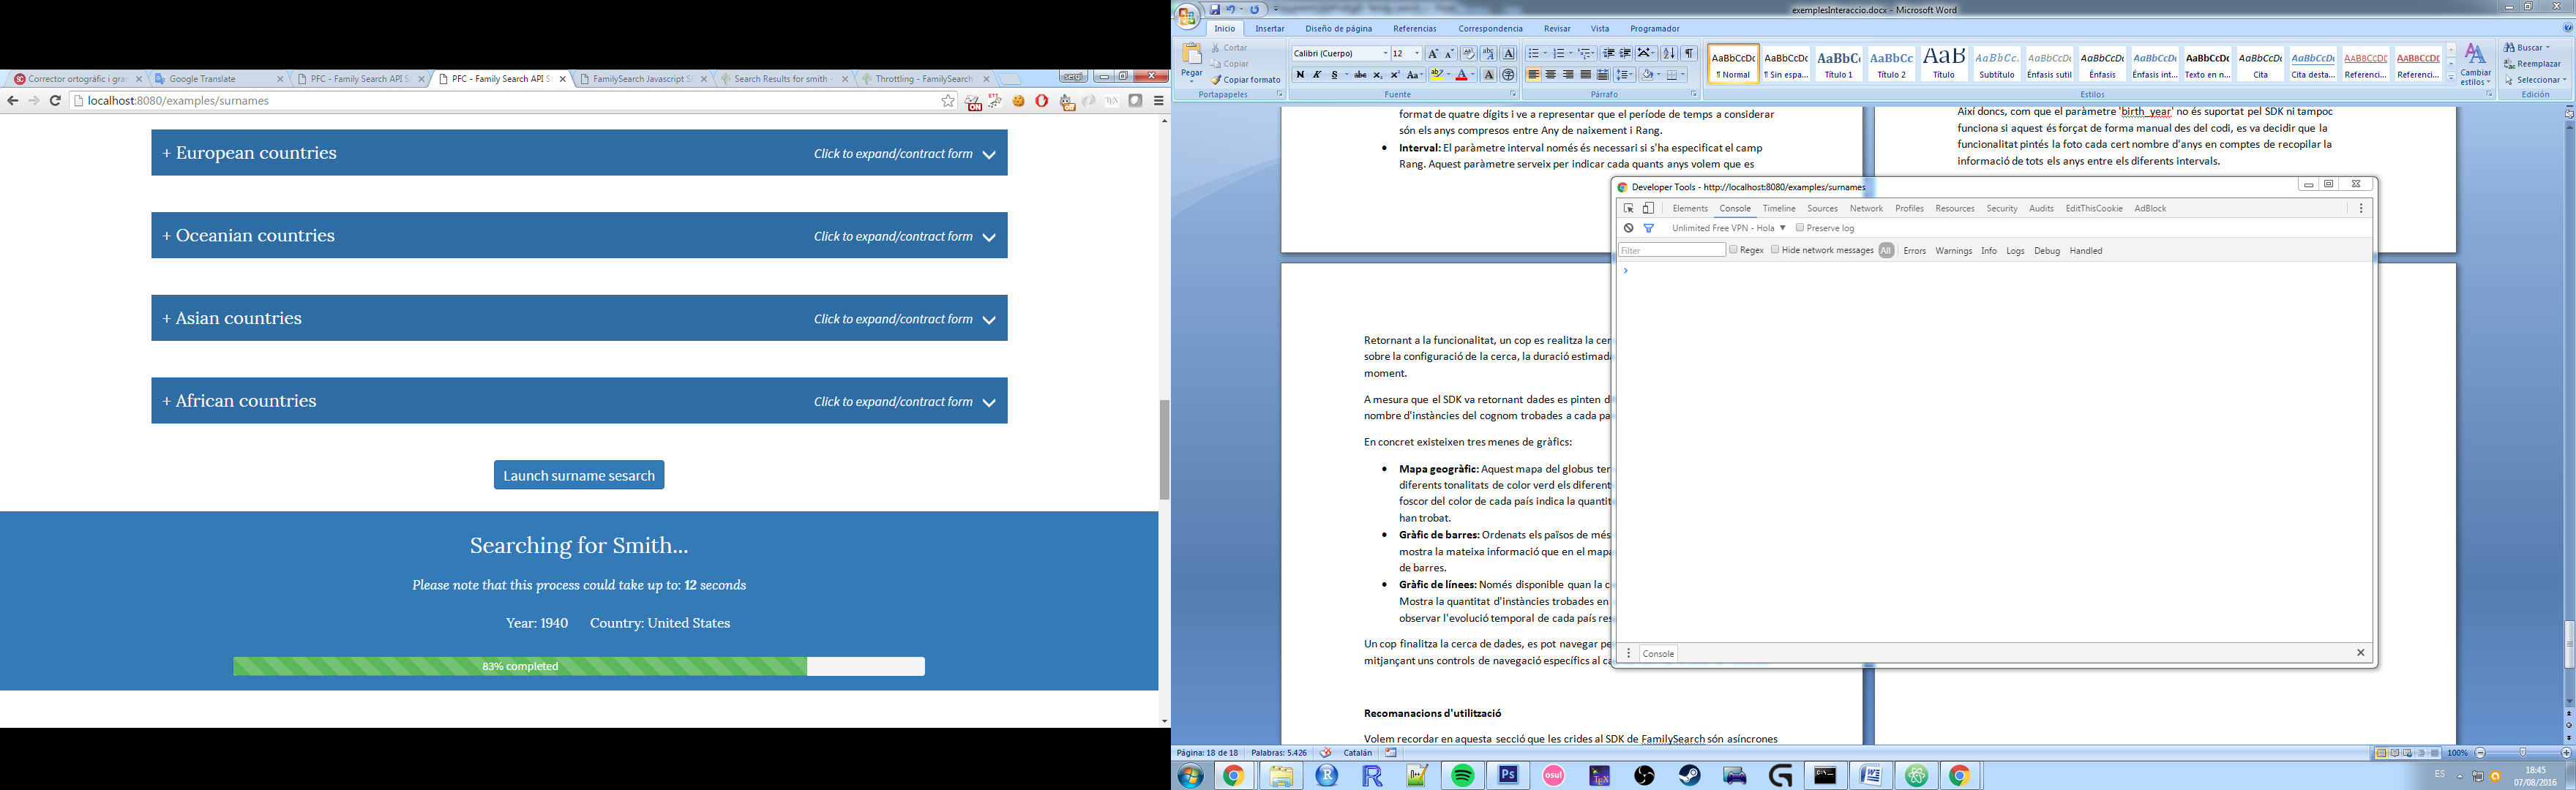 Corrector ortogràfic i gran
Google Translate
PFC - Family Search API St
PFC - Family Search API St
FamilySearch Javascript S
Search Results for smith -
Throttling - FamilySearch
sergi
localhost:8080/examples/surnames
+ European countries
Click to expand/contract form
+ Oceanian countries
Click to expand/contract form
+ Asian countries
Click to expand/contract form
+ African countries
Click to expand/contract form
Launch surname sesarch
Searching for Smith...
Please note that this process could take up to: 12 seconds
Year: 1940 Country: United States
83% completed
exemplesInteraccio.docx - Microsoft Word
Inicio Insertar Diseño de página Referencias Correspondencia Revisar Vista Programador
Pegar
Cortar
Copiar
Copiar formato
Portapapeles
Calibri (Cuerpo)
12
Fuente
Párrafo
¶ Normal ¶ Sin espa... Título 1 Título 2 Título Subtítulo Énfasis sutil Énfasis Énfasis int... Texto en n... Cita Cita desta... Referenci... Referenci...
Cambiar estilos
Estilos
Buscar
Reemplazar
Seleccionar
Edición
format de quatre dígits i ve a representar que el període de temps a considerar
són els anys compresos entre Any de naixement i Rang.
• Interval: El paràmetre interval només és necessari si s'ha especificat el camp
Rang. Aquest paràmetre serveix per indicar cada quants anys volem que es
Així doncs, com que el paràmetre 'birth_year' no és suportat pel SDK ni tampoc
funciona si aquest és forçat de forma manual des del codi, es va decidir que la
funcionalitat pintés la foto cada cert nombre d'anys en comptes de recopilar la
informació de tots els anys entre els diferents intervals.
Retornant a la funcionalitat, un cop es realitza la cer
sobre la configuració de la cerca, la duració estimada
moment.
A mesura que el SDK va retornant dades es pinten d
nombre d'instàncies del cognom trobades a cada pa
En concret existeixen tres menes de gràfics:
• Mapa geogràfic: Aquest mapa del globus ter
diferents tonalitats de color verd els diferent
foscor del color de cada país indica la quantit
han trobat.
• Gràfic de barres: Ordenats els països de més
mostra la mateixa informació que en el mapa
de barres.
• Gràfic de línees: Només disponible quan la c
Mostra la quantitat d'instàncies trobades en
observar l'evolució temporal de cada país res
Un cop finalitza la cerca de dades, es pot navegar pe
mitjançant uns controls de navegació específics al ca
Recomanacions d'utilització
Volem recordar en aquesta secció que les crides al SDK de FamilySearch són asíncrones
Developer Tools - http://localhost:8080/examples/surnames
Elements Console Timeline Sources Network Profiles Resources Security Audits EditThisCookie AdBlock
Unlimited Free VPN - Hola ▼ Preserve log
Filter Regex Hide network messages All Errors Warnings Info Logs Debug Handled
Console
Página: 18 de 18 Palabras: 5.426 Catalán
100%
ES
18:45
07/08/2016